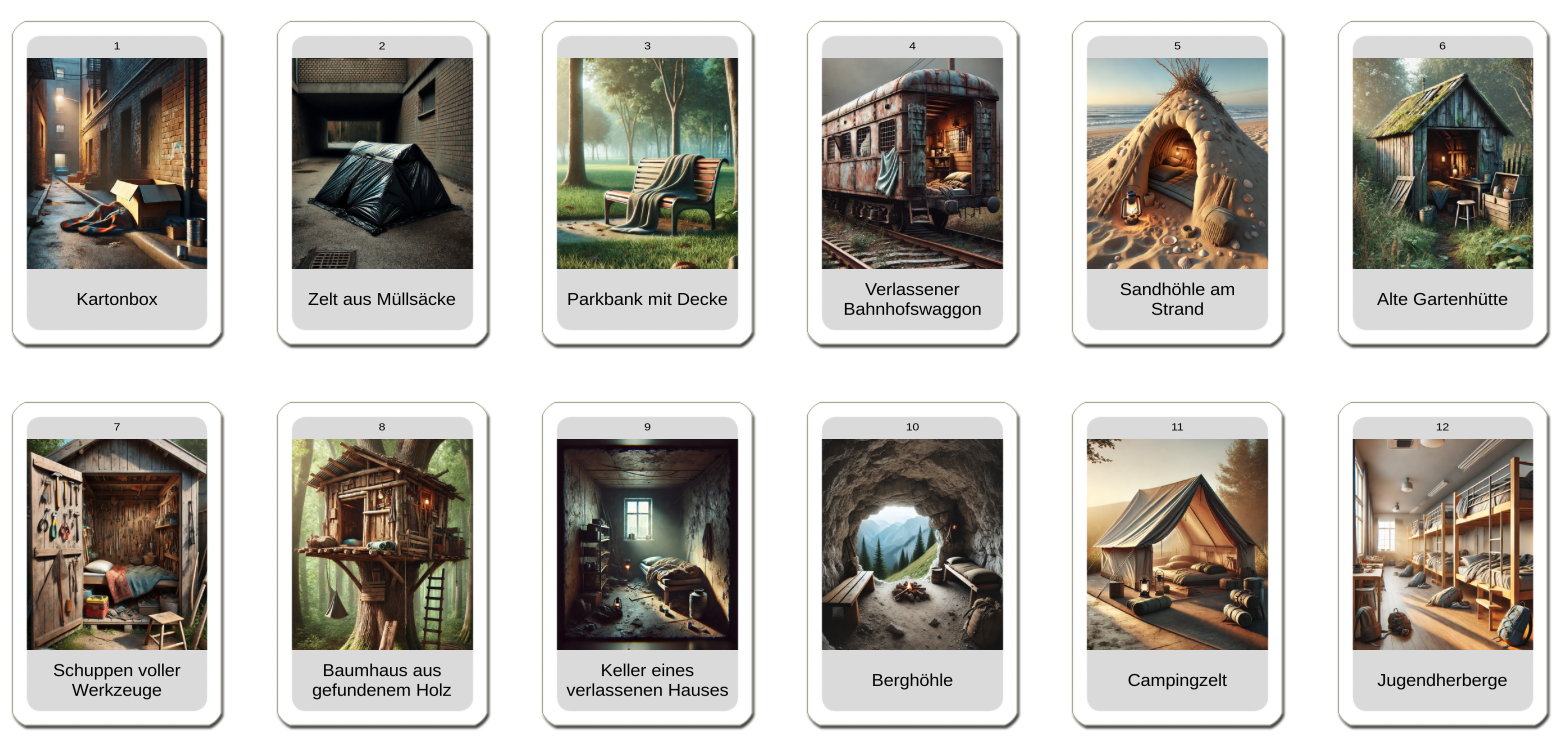 1
Kartonbox
2
Zelt aus Müllsäcke
3
Parkbank mit Decke
4
Verlassener
Bahnhofswaggon
5
Sandhöhle am
Strand
6
Alte Gartenhütte
7
Schuppen voller
Werkzeuge
8
Baumhaus aus
gefundenem Holz
9
Keller eines
verlassenen Hauses
10
Berghöhle
11
Campingzelt
12
Jugendherberge